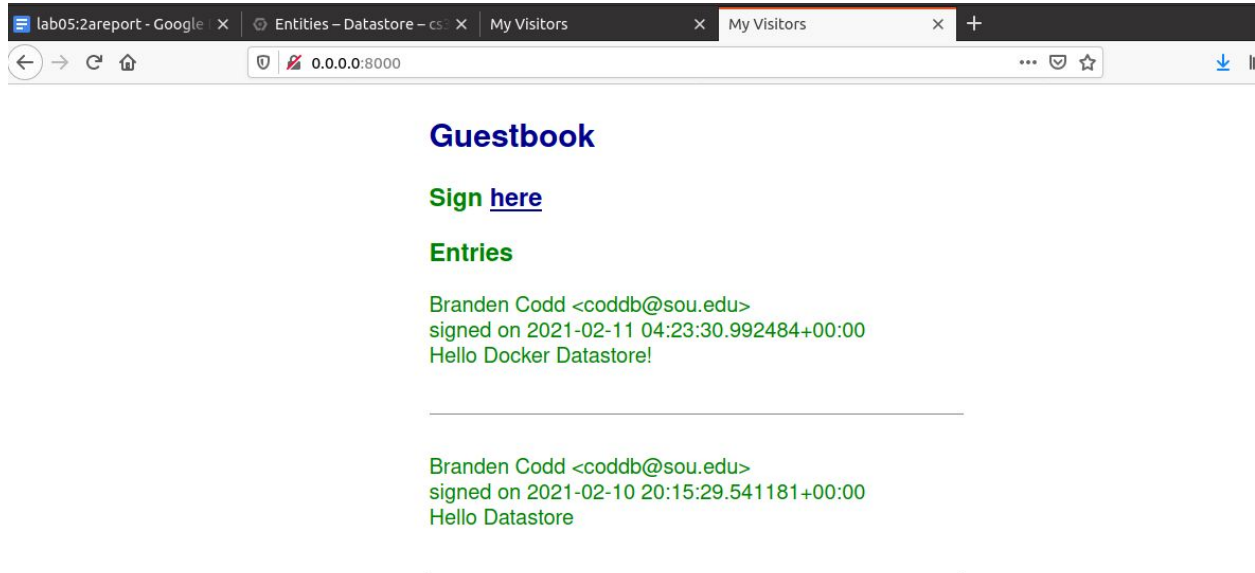 lab05:2areport - Google
Entities – Datastore – cs
My Visitors
My Visitors
0.0.0.0:8000
Guestbook
Sign here
Entries
Branden Codd <coddb@sou.edu>
signed on 2021-02-11 04:23:30.992484+00:00
Hello Docker Datastore!
Branden Codd <coddb@sou.edu>
signed on 2021-02-10 20:15:29.541181+00:00
Hello Datastore